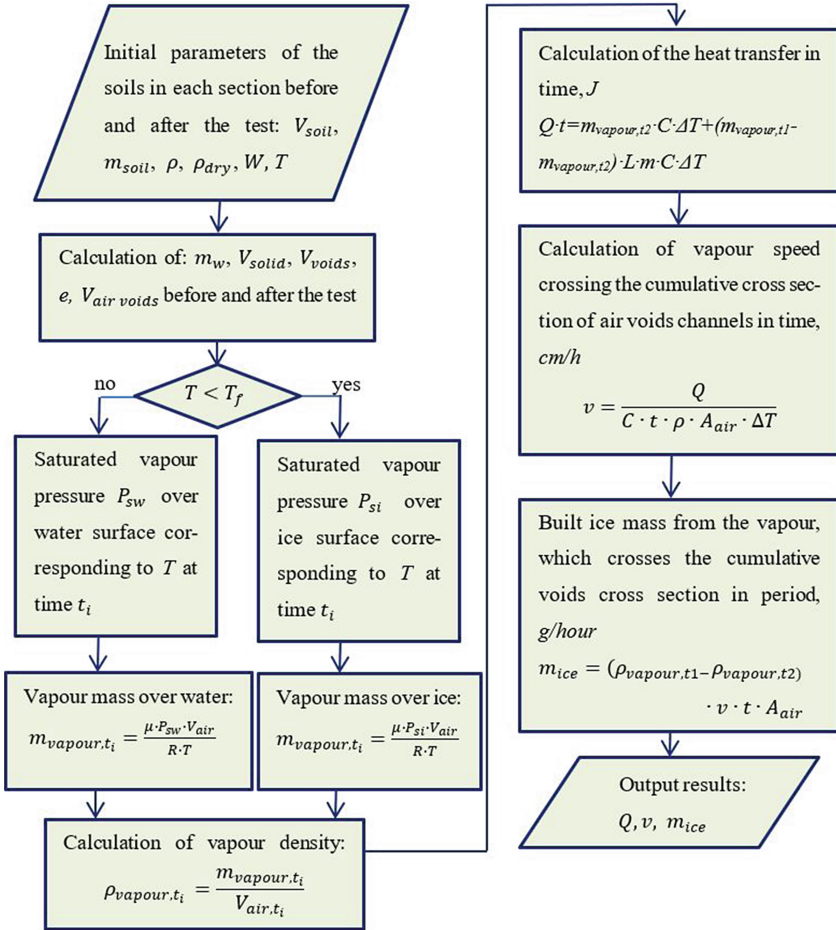 Initial parameters of the
soils in each section before
and after the test: V_soil,
m_soil, ρ, ρ_dry, W, T
Calculation of: m_w, V_solid, V_voids,
e, V_air voids before and after the test
T < T_f
no
yes
Saturated vapour
pressure P_sw over
water surface cor-
responding to T at
time t_i
Saturated vapour
pressure P_si over
ice surface corre-
sponding to T at
time t_i
Vapour mass over water:
m_vapour,t_i = μ·P_sw·V_air / R·T
Vapour mass over ice:
m_vapour,t_i = μ·P_si·V_air / R·T
Calculation of vapour density:
ρ_vapour,t_i = m_vapour,t_i / V_air,t_i
Calculation of the heat transfer in
time, J
Q·t=m_vapour,t2·C·ΔT+(m_vapour,t1-
m_vapour,t2)·L·m·C·ΔT
Calculation of vapour speed
crossing the cumulative cross sec-
tion of air voids channels in time,
cm/h
v = Q / C · t · ρ · A_air · ΔT
Built ice mass from the vapour,
which crosses the cumulative
voids cross section in period,
g/hour
m_ice = (ρ_vapour,t1−ρ_vapour,t2)
· v · t · A_air
Output results:
Q, v, m_ice